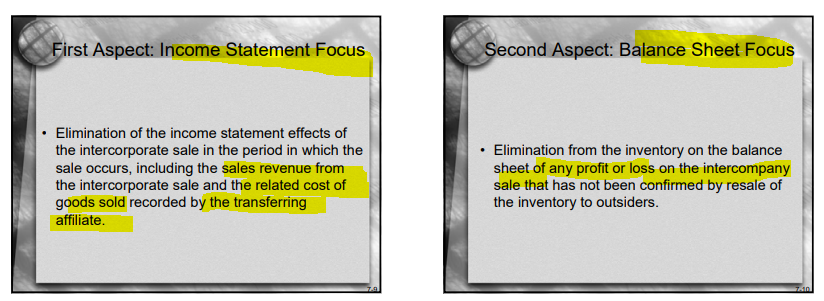 First Aspect: Income Statement Focus
• Elimination of the income statement effects of
the intercorporate sale in the period in which the
sale occurs, including the sales revenue from
the intercorporate sale and the related cost of
goods sold recorded by the transferring
affiliate.
7-9
Second Aspect: Balance Sheet Focus
• Elimination from the inventory on the balance
sheet of any profit or loss on the intercompany
sale that has not been confirmed by resale of
the inventory to outsiders.
7-10